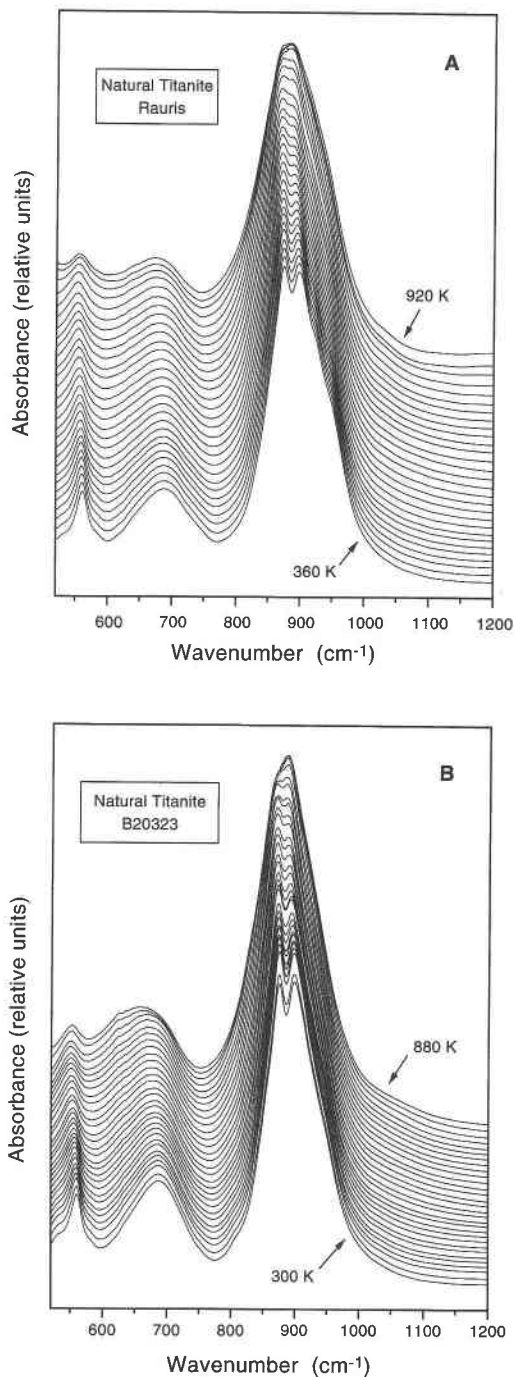 A
Natural Titanite
Rauris
Absorbance (relative units)
920 K
360 K
600 700 800 900 1000 1100 1200
Wavenumber (cm-1)
B
Natural Titanite
B20323
Absorbance (relative units)
880 K
300 K
600 700 800 900 1000 1100 1200
Wavenumber (cm-1)